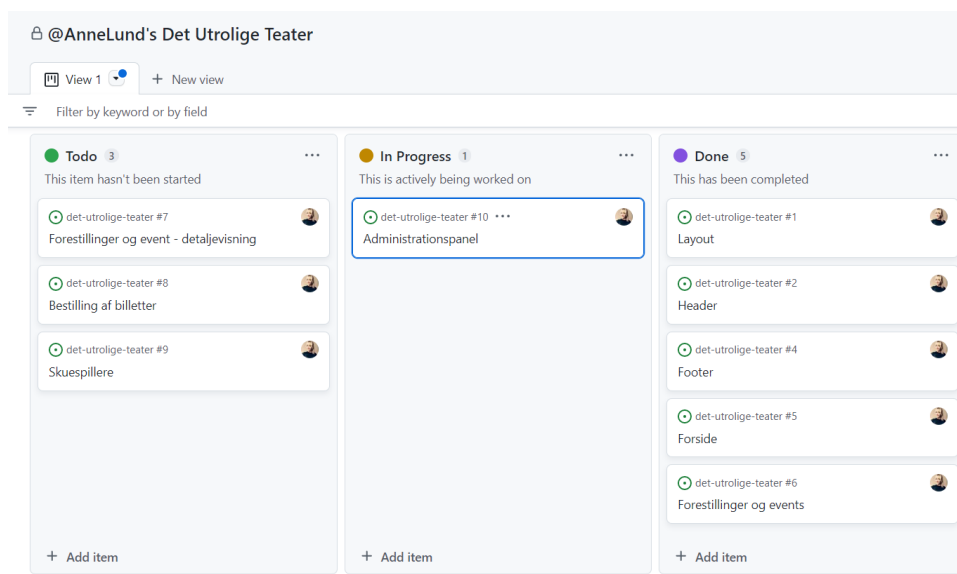 @AnneLund's Det Utrolige Teater
View 1
New view
Filter by keyword or by field
Todo 3
This item hasn't been started
det-utrolige-teater #7
Forestillinger og event - detaljevisning
det-utrolige-teater #8
Bestilling af billetter
det-utrolige-teater #9
Skuespillere
+ Add item
In Progress 1
This is actively being worked on
det-utrolige-teater #10
Administrationspanel
+ Add item
Done 5
This has been completed
det-utrolige-teater #1
Layout
det-utrolige-teater #2
Header
det-utrolige-teater #4
Footer
det-utrolige-teater #5
Forside
det-utrolige-teater #6
Forestillinger og events
+ Add item